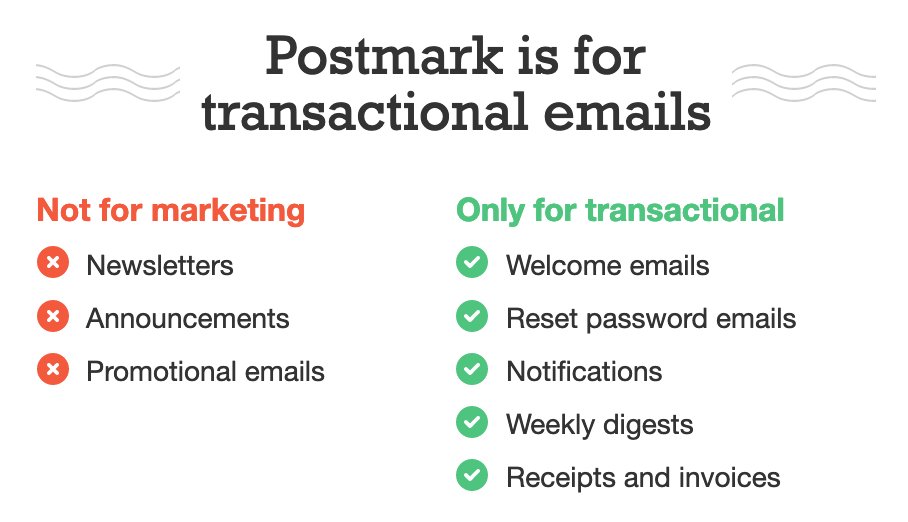 Postmark is for
transactional emails
Not for marketing
Newsletters
Announcements
Promotional emails
Only for transactional
Welcome emails
Reset password emails
Notifications
Weekly digests
Receipts and invoices